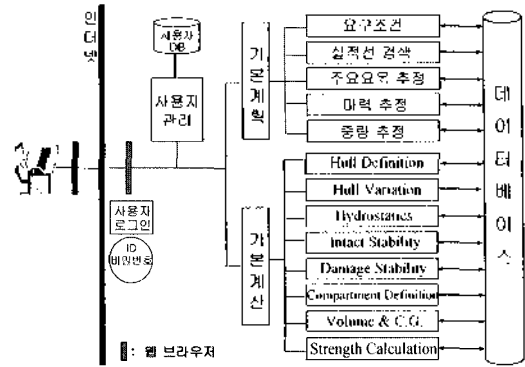 인터넷
사용자
DB
사용자
관리
기본계획
요구조건
실적선 검색
주요요목 추정
마력 추정
중량 추정
데이터베이스
사용자
로그인
ID
비밀번호
기본계산
Hull Definition
Hull Variation
Hydrostatics
Intact Stability
Damage Stability
Compartment Definition
Volume & C.G.
Strength Calculation
: 웹 브라우저